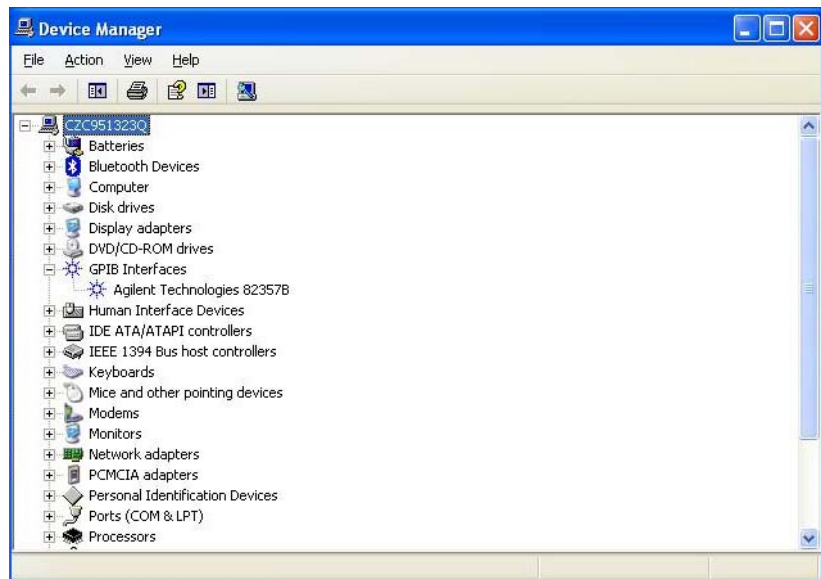 Device Manager
File Action View Help
CZC951323Q
Batteries
Bluetooth Devices
Computer
Disk drives
Display adapters
DVD/CD-ROM drives
GPIB Interfaces
Agilent Technologies 82357B
Human Interface Devices
IDE ATA/ATAPI controllers
IEEE 1394 Bus host controllers
Keyboards
Mice and other pointing devices
Modems
Monitors
Network adapters
PCMCIA adapters
Personal Identification Devices
Ports (COM & LPT)
Processors